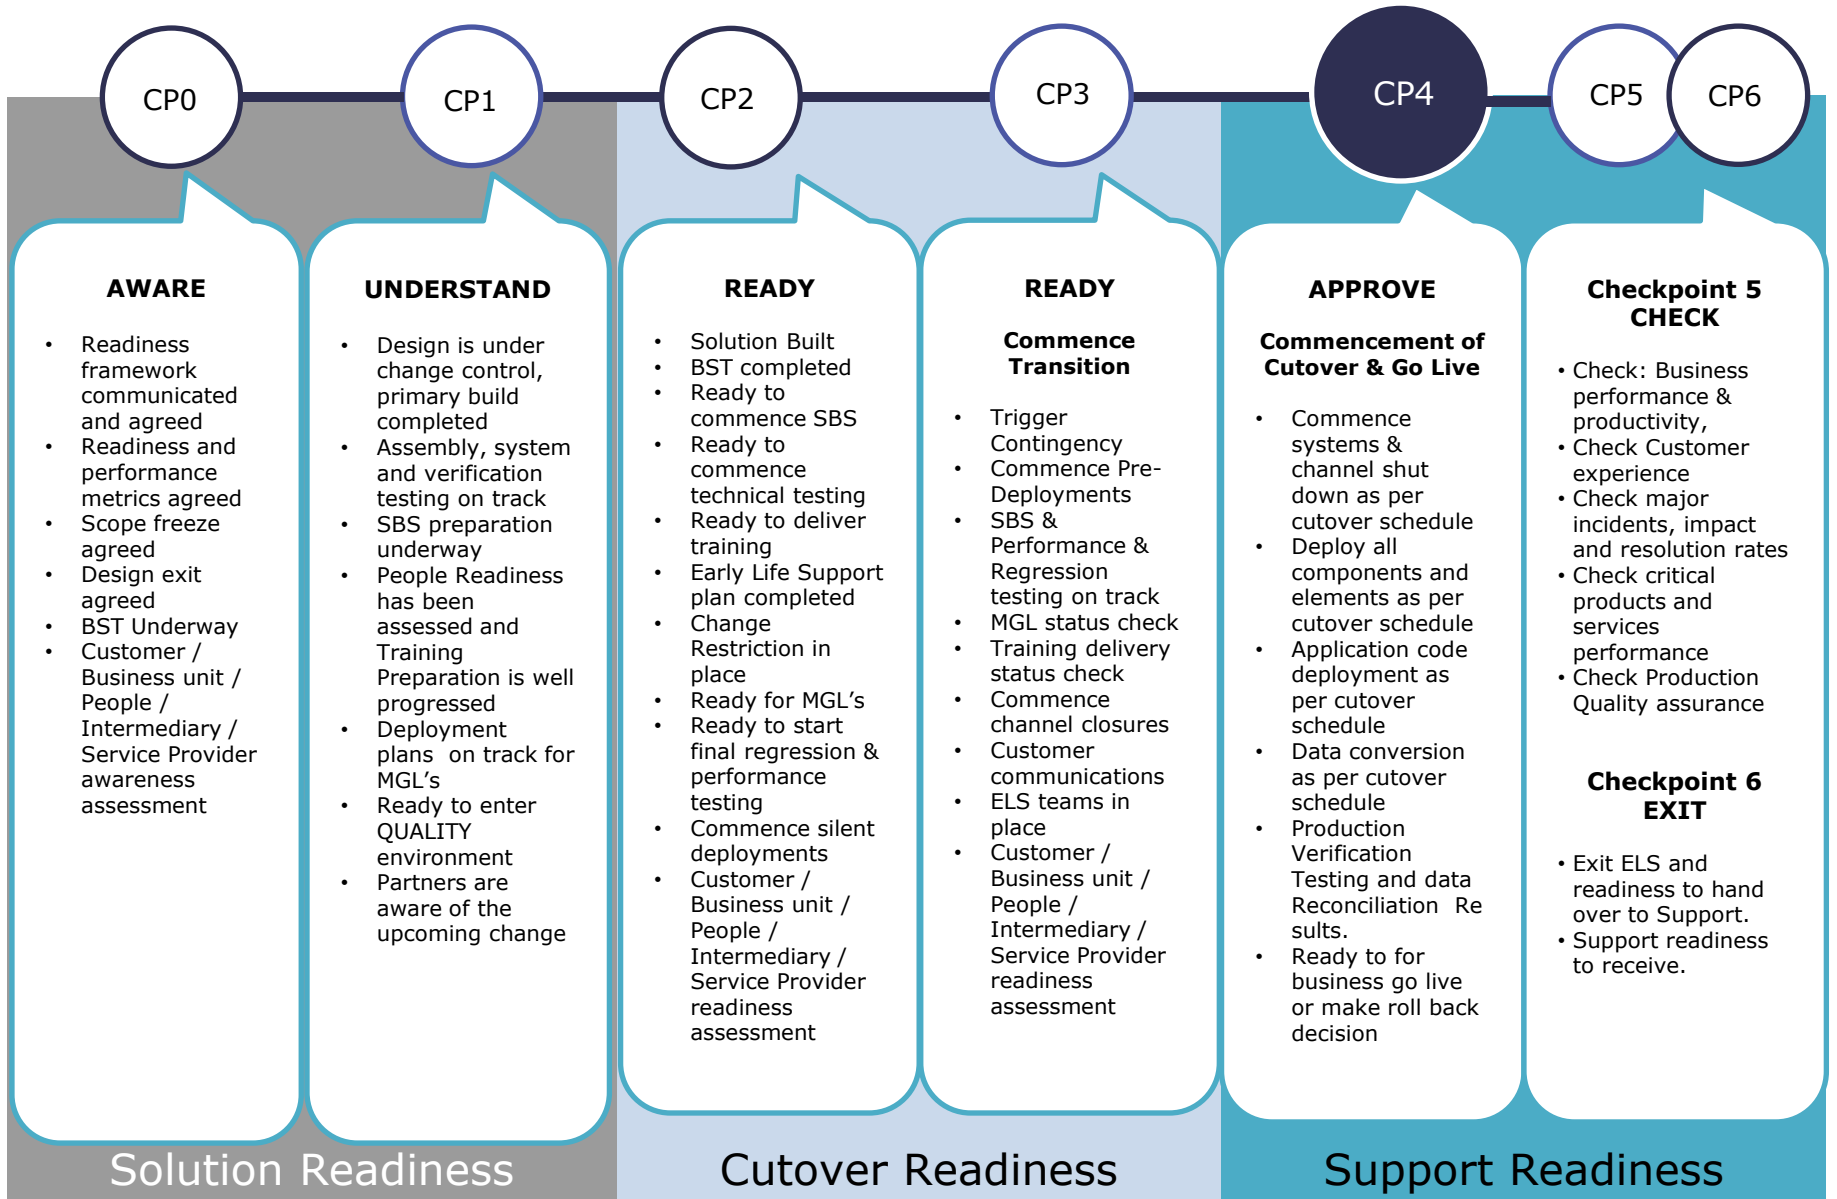 CP0
CP1
CP2
CP3
CP4
CP5
CP6
AWARE
• Readiness
framework
communicated
and agreed
• Readiness and
performance
metrics agreed
• Scope freeze
agreed
• Design exit
agreed
• BST Underway
• Customer /
Business unit /
People /
Intermediary /
Service Provider
awareness
assessment
UNDERSTAND
• Design is under
change control,
primary build
completed
• Assembly, system
and verification
testing on track
• SBS preparation
underway
• People Readiness
has been
assessed and
Training
Preparation is well
progressed
• Deployment
plans on track for
MGL’s
• Ready to enter
QUALITY
environment
• Partners are
aware of the
upcoming change
READY
• Solution Built
• BST completed
• Ready to
commence SBS
• Ready to
commence
technical testing
• Ready to deliver
training
• Early Life Support
plan completed
• Change
Restriction in
place
• Ready for MGL’s
• Ready to start
final regression &
performance
testing
• Commence silent
deployments
• Customer /
Business unit /
People /
Intermediary /
Service Provider
readiness
assessment
READY
Commence
Transition
• Trigger
Contingency
• Commence Pre-
Deployments
• SBS &
Performance &
Regression
testing on track
• MGL status check
• Training delivery
status check
• Commence
channel closures
• Customer
communications
• ELS teams in
place
• Customer /
Business unit /
People /
Intermediary /
Service Provider
readiness
assessment
APPROVE
Commencement of
Cutover & Go Live
• Commence
systems &
channel shut
down as per
cutover schedule
• Deploy all
components and
elements as per
cutover schedule
• Application code
deployment as
per cutover
schedule
• Data conversion
as per cutover
schedule
• Production
Verification
Testing and data
Reconciliation Re
sults.
• Ready to for
business go live
or make roll back
decision
Checkpoint 5
CHECK
• Check: Business
performance &
productivity,
• Check Customer
experience
• Check major
incidents, impact
and resolution rates
• Check critical
products and
services
performance
• Check Production
Quality assurance
Checkpoint 6
EXIT
• Exit ELS and
readiness to hand
over to Support.
• Support readiness
to receive.
Solution Readiness
Cutover Readiness
Support Readiness